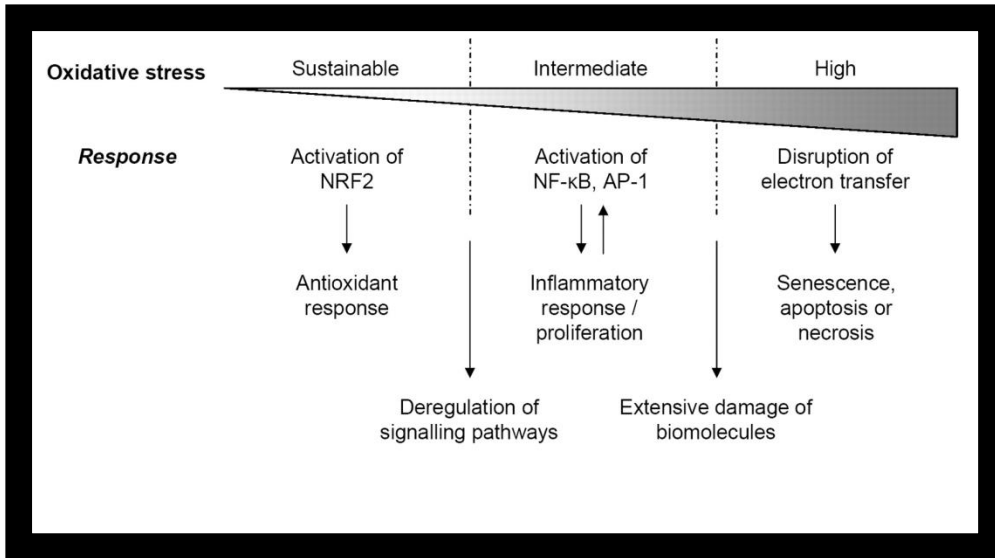 Oxidative stress
Sustainable
Intermediate
High
Response
Activation of
NRF2
Activation of
NF-κB, AP-1
Disruption of
electron transfer
Antioxidant
response
Inflammatory
response /
proliferation
Senescence,
apoptosis or
necrosis
Deregulation of
signalling pathways
Extensive damage of
biomolecules